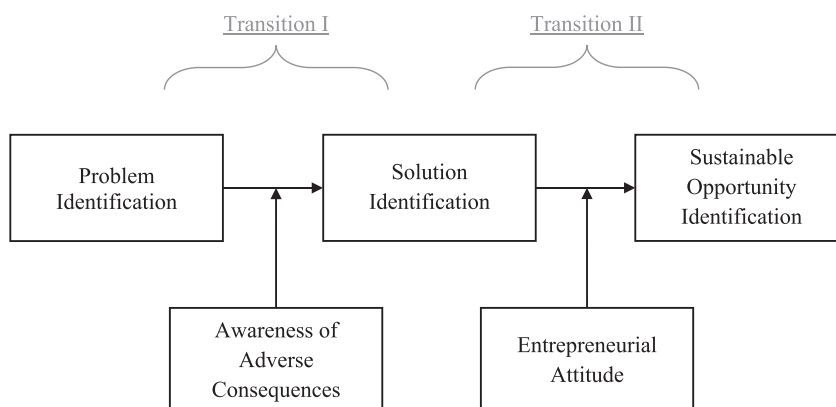 Transition I
Transition II
Problem
Identification
Solution
Identification
Sustainable
Opportunity
Identification
Awareness of
Adverse
Consequences
Entrepreneurial
Attitude